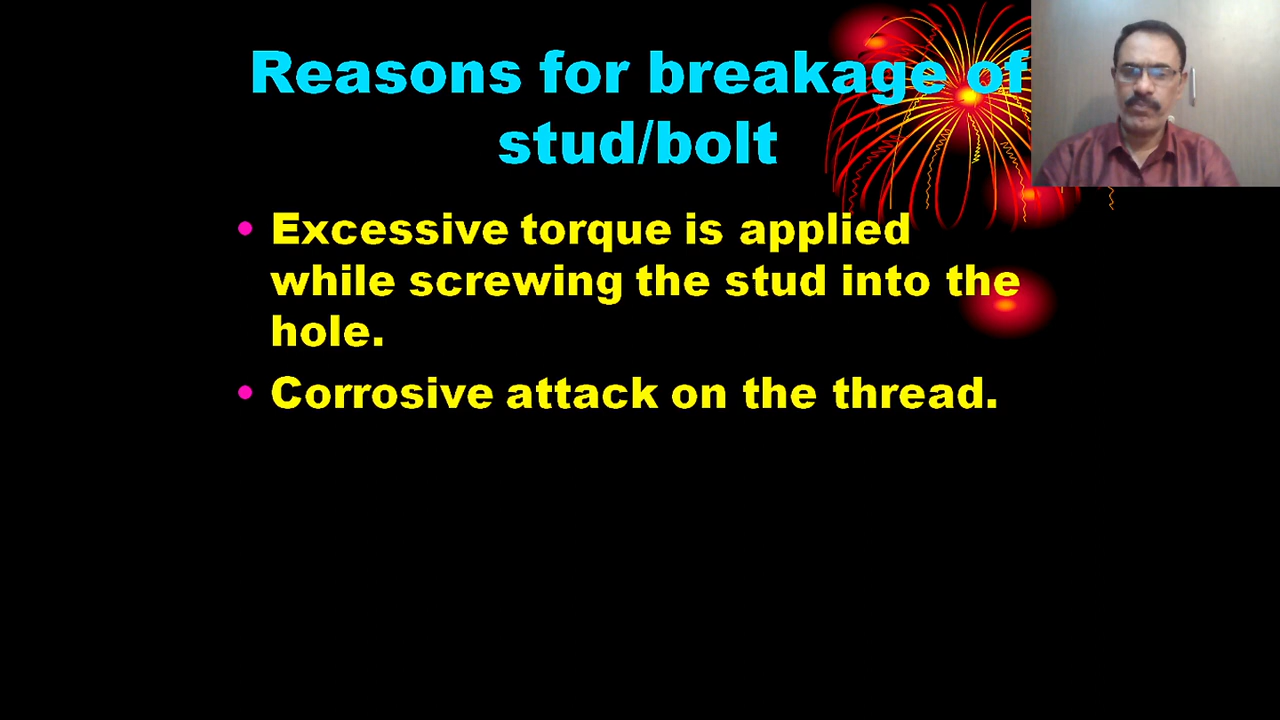 Reasons for breakage of
stud/bolt
• Excessive torque is applied
while screwing the stud into the
hole.
• Corrosive attack on the thread.